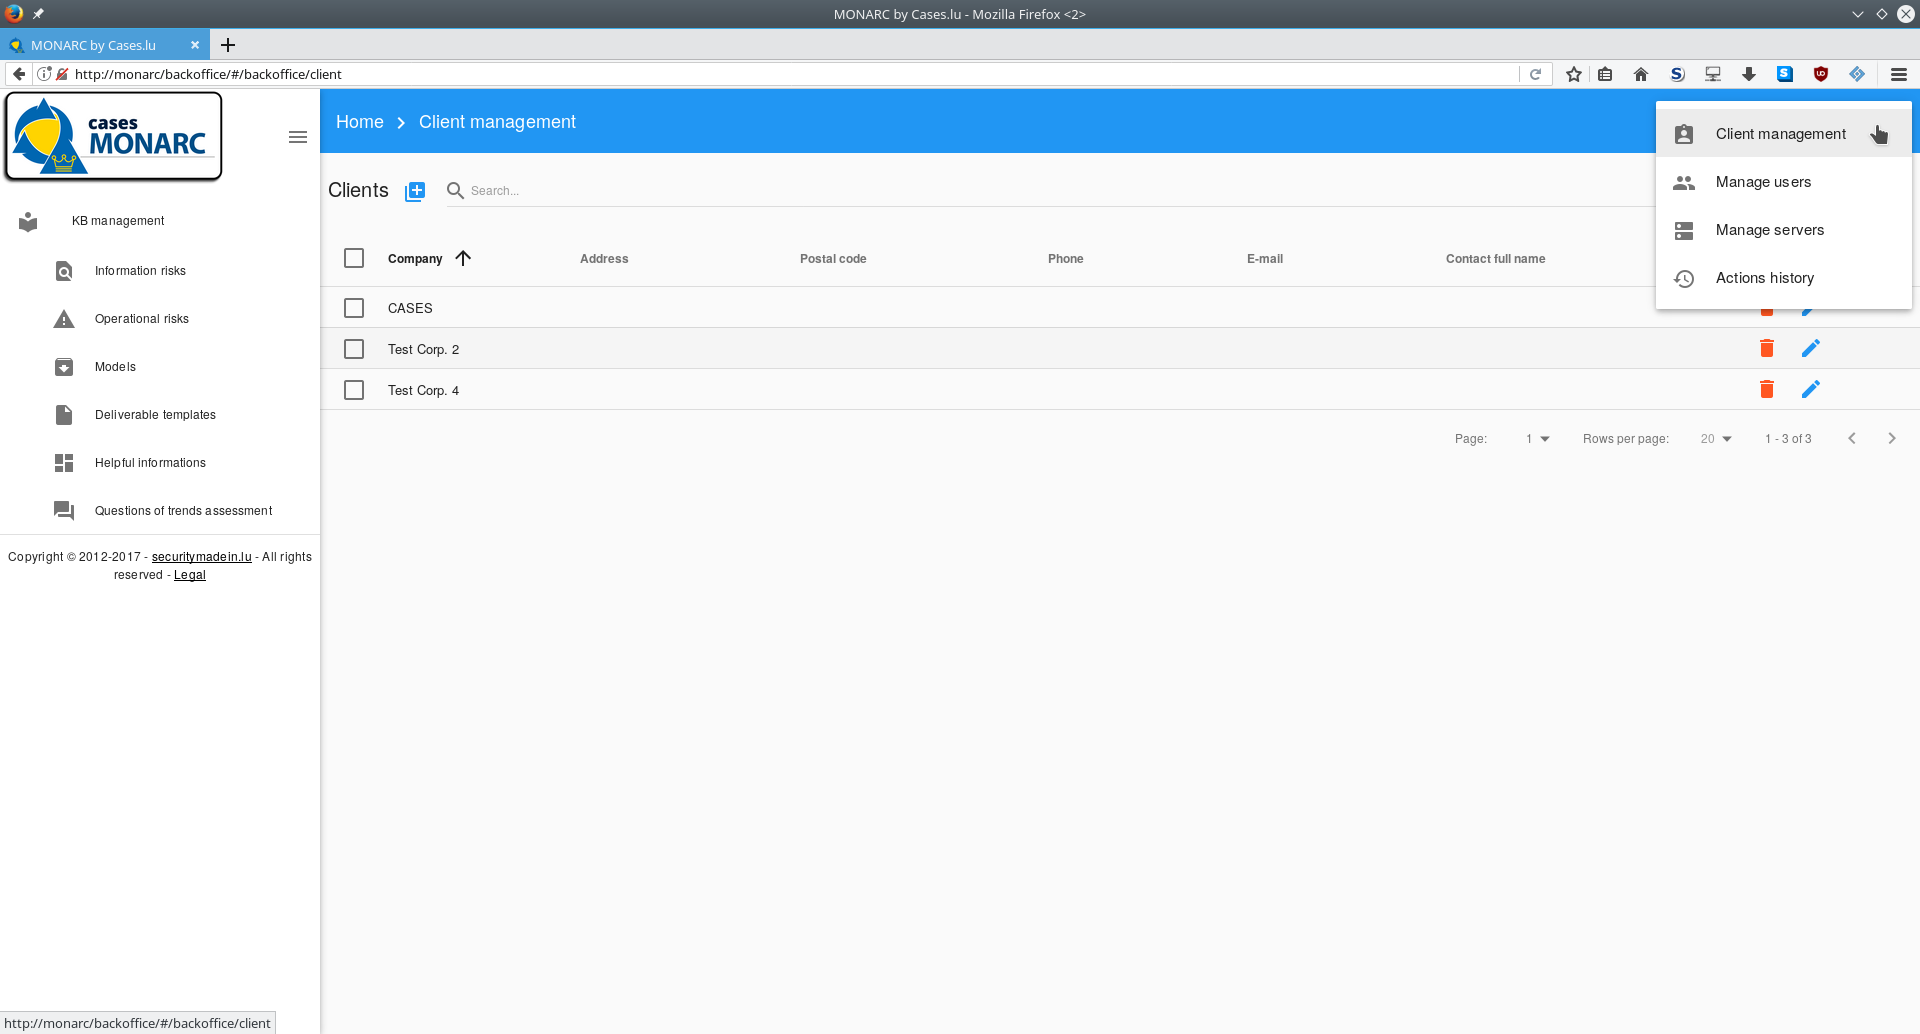 MONARC by Cases.lu - Mozilla Firefox <2>
MONARC by Cases.lu
http://monarc/backoffice/#/backoffice/client
cases
MONARC
Home > Client management
Client management
Manage users
Manage servers
Actions history
KB management
Information risks
Operational risks
Models
Deliverable templates
Helpful informations
Questions of trends assessment
Copyright © 2012-2017 - securitymadein.lu - All rights
reserved - Legal
Clients
Search...
Company Address Postal code Phone E-mail Contact full name
CASES
Test Corp. 2
Test Corp. 4
Page: 1 Rows per page: 20 1 - 3 of 3
http://monarc/backoffice/#/backoffice/client